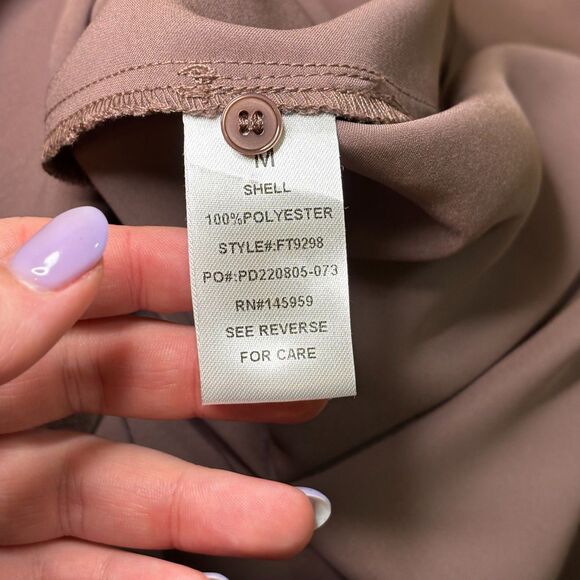 M
SHELL
100%POLYESTER
STYLE#:FT9298
PO#:PD220805-073
RN#145959
SEE REVERSE
FOR CARE